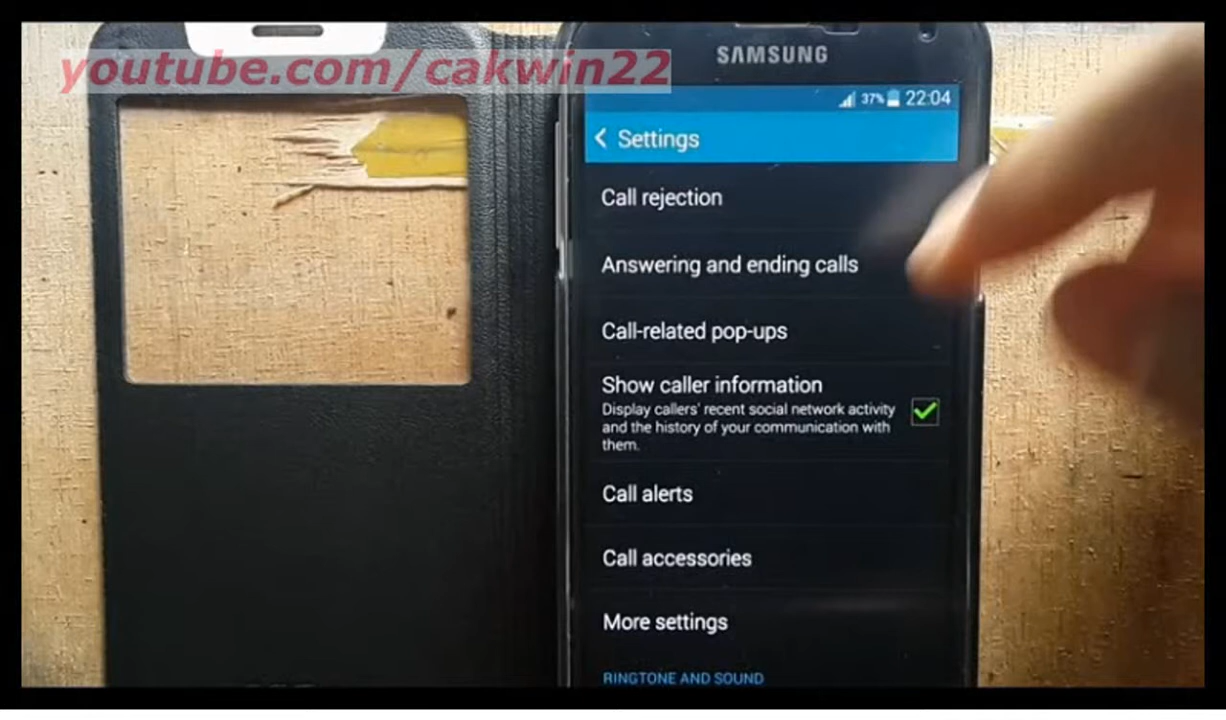 youtube.com/cakwin22
SAMSUNG
37% 22:04
< Settings
Call rejection
Answering and ending calls
Call-related pop-ups
Show caller information
Display callers' recent social network activity
and the history of your communication with
them.
Call alerts
Call accessories
More settings
RINGTONE AND SOUND